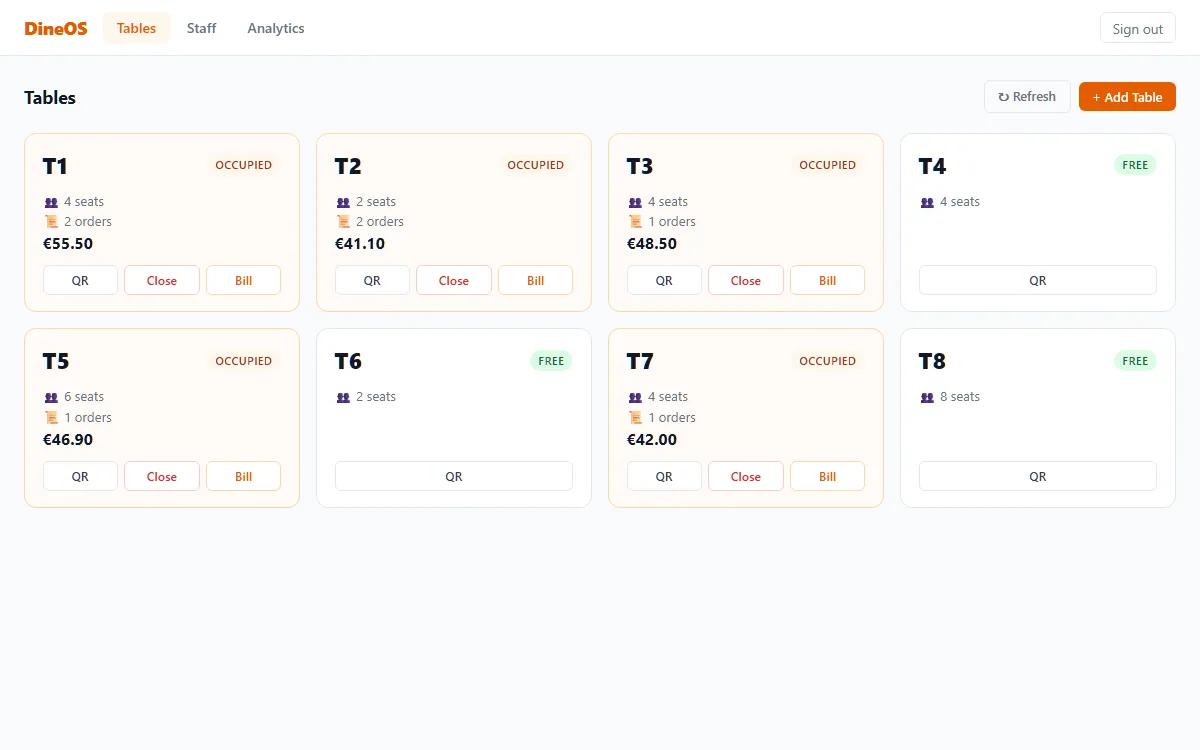 DineOS Tables Staff Analytics Sign out
Tables ↻ Refresh + Add Table
T1 OCCUPIED
4 seats
2 orders
€55.50
QR Close Bill
T2 OCCUPIED
2 seats
2 orders
€41.10
QR Close Bill
T3 OCCUPIED
4 seats
1 orders
€48.50
QR Close Bill
T4 FREE
4 seats
QR
T5 OCCUPIED
6 seats
1 orders
€46.90
QR Close Bill
T6 FREE
2 seats
QR
T7 OCCUPIED
4 seats
1 orders
€42.00
QR Close Bill
T8 FREE
8 seats
QR